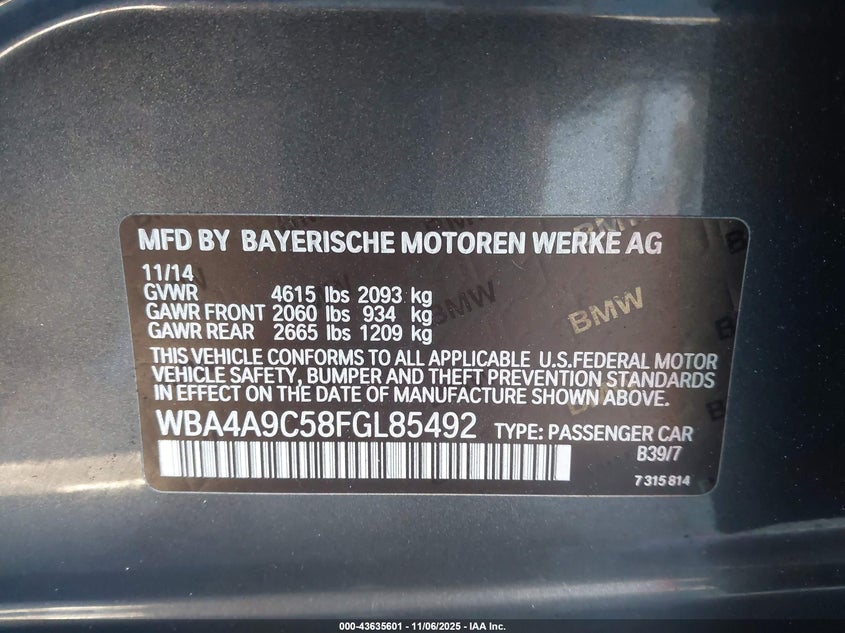 MFD BY BAYERISCHE MOTOREN WERKE AG
11/14
GVWR 4615 lbs 2093 kg
GAWR FRONT 2060 lbs 934 kg
GAWR REAR 2665 lbs 1209 kg
THIS VEHICLE CONFORMS TO ALL APPLICABLE U.S.FEDERAL MOTOR
VEHICLE SAFETY, BUMPER AND THEFT PREVENTION STANDARDS
IN EFFECT ON THE DATE OF MANUFACTURE SHOWN ABOVE.
WBA4A9C58FGL85492 TYPE: PASSENGER CAR
B39/7
7 315 814
BMW
BMW
BMW
000-43635601 - 11/06/2025 - IAA Inc.